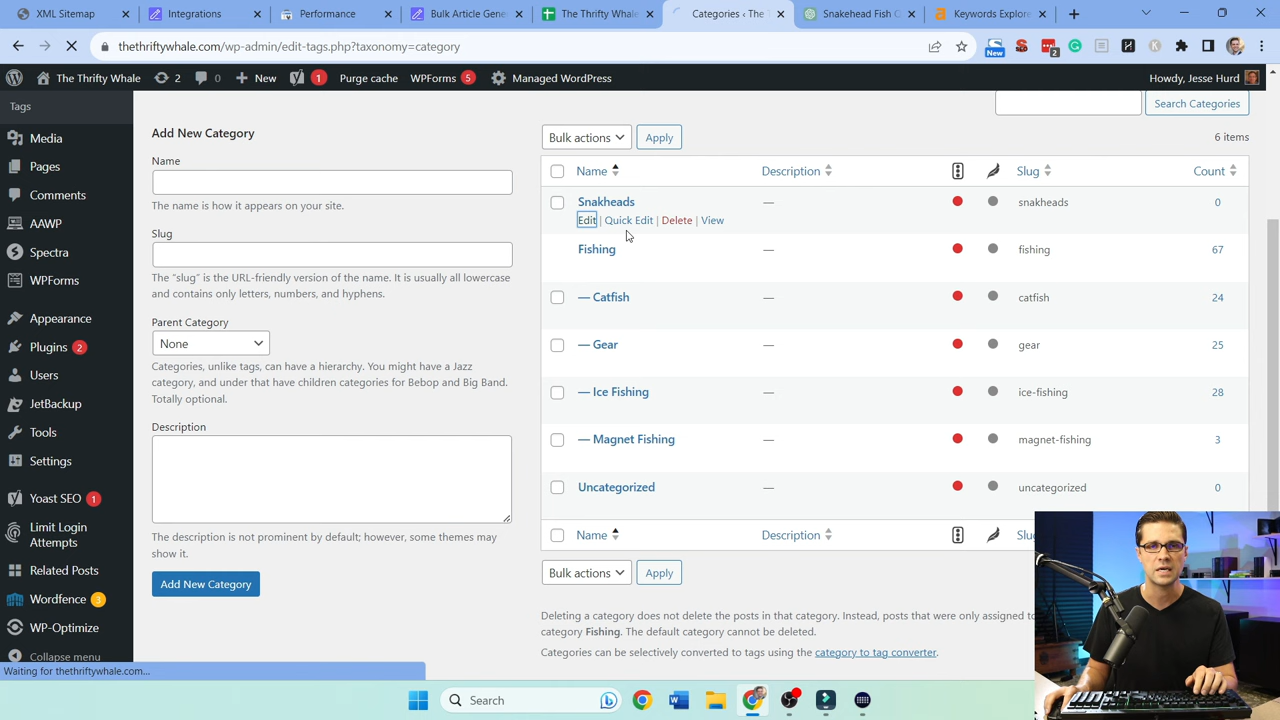 XML Sitemap
Settings
Performance
Bulk Article Gene
Categories ‹ The
Snakehead Fish
thethriftywhale.com/wp-admin/edit-tags.php?taxonomy=category
New
2
The Thrifty Whale 2 0 New 1 Purge cache WPForms 5 Managed WordPress Howdy, Jesse Hurd
Tags
Media
Pages
Comments
AAWP
Spectra
WPForms
Appearance
Plugins 2
Users
JetBackup
Tools
Settings
Yoast SEO 1
Limit Login
Attempts
Related Posts
Wordfence 3
WP-Optimize
Collapse menu
Add New Category
Name
The name is how it appears on your site.
Slug
The “slug” is the URL-friendly version of the name. It is usually all lowercase
and contains only letters, numbers, and hyphens.
Parent Category
None
Categories, unlike tags, can have a hierarchy. You might have a Jazz
category, and under that have children categories for Bebop and Big Band.
Totally optional.
Description
The description is not prominent by default; however, some themes may
show it.
Add New Category
Search Categories
Bulk actions Apply 6 items
Name Description Slug Count
Snakheads — snakheads 0
Edit | Quick Edit | Delete | View
Fishing — fishing 67
— Catfish — catfish 24
— Gear — gear 25
— Ice Fishing — ice-fishing 28
— Magnet Fishing — magnet-fishing 3
Uncategorized — uncategorized 0
Name Description
Bulk actions Apply
Deleting a category does not delete the posts in that category. Instead, posts that were only assigned to
category Fishing. The default category cannot be deleted.
Categories can be selectively converted to tags using the category to tag converter.
Waiting for thethriftywhale.com...
Search